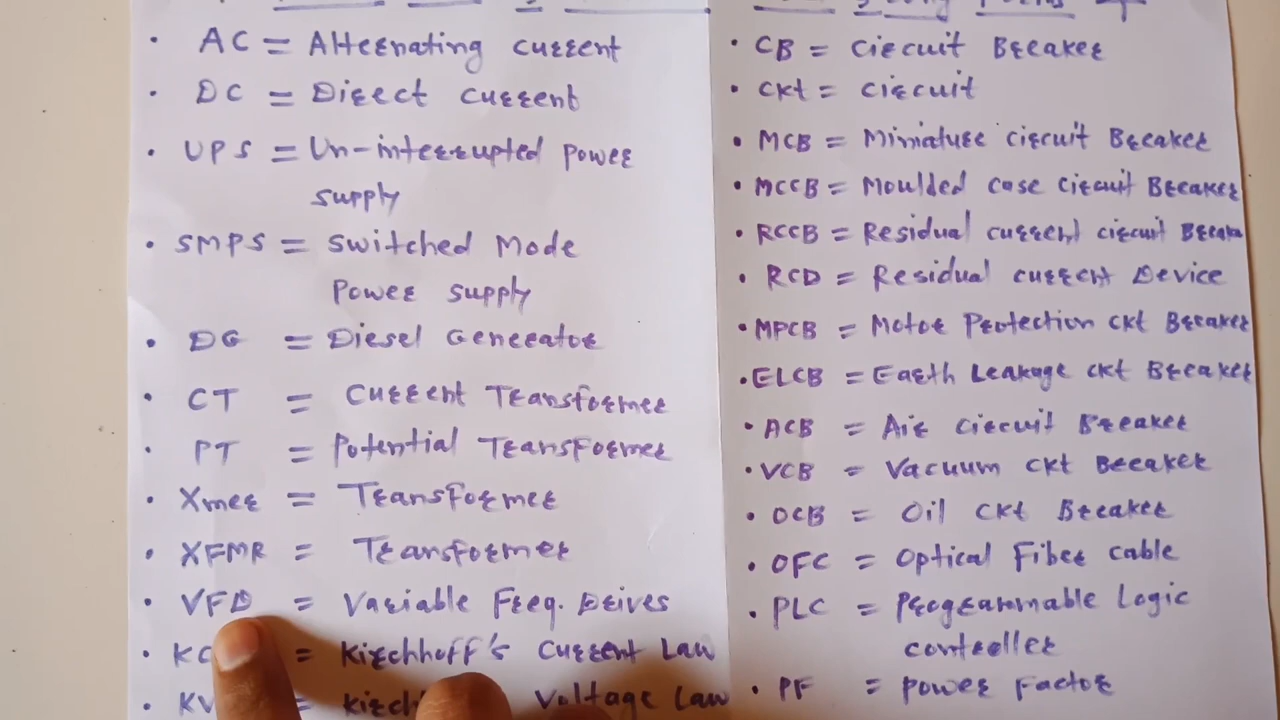 AC = Alternating current
DC = Direct current
UPS = Un-interrupted Power
supply
SMPS = Switched Mode
Power supply
DG = Diesel Generator
CT = Current Transformer
PT = Potential Transformer
Xmer = Transformer
XFMR = Transformer
VFD = Variable Freq. Drives
= Kirchhoff's Current Law
Voltage Law
CB = Circuit Breaker
CKt = Circuit
MCB = Miniature circuit Breaker
MCCB = Moulded case Circuit Breaker
RCCB = Residual current circuit Breake
RCD = Residual current Device
MPCB = Motor Protection ckt Breaker
ELCB = Earth Leakage ckt Breaker
ACB = Air circuit Breaker
VCB = Vacuum ckt Breaker
OCB = Oil ckt Breaker
OFC = Optical Fiber cable
PLC = Programmable Logic
controller
PF = Power Factor